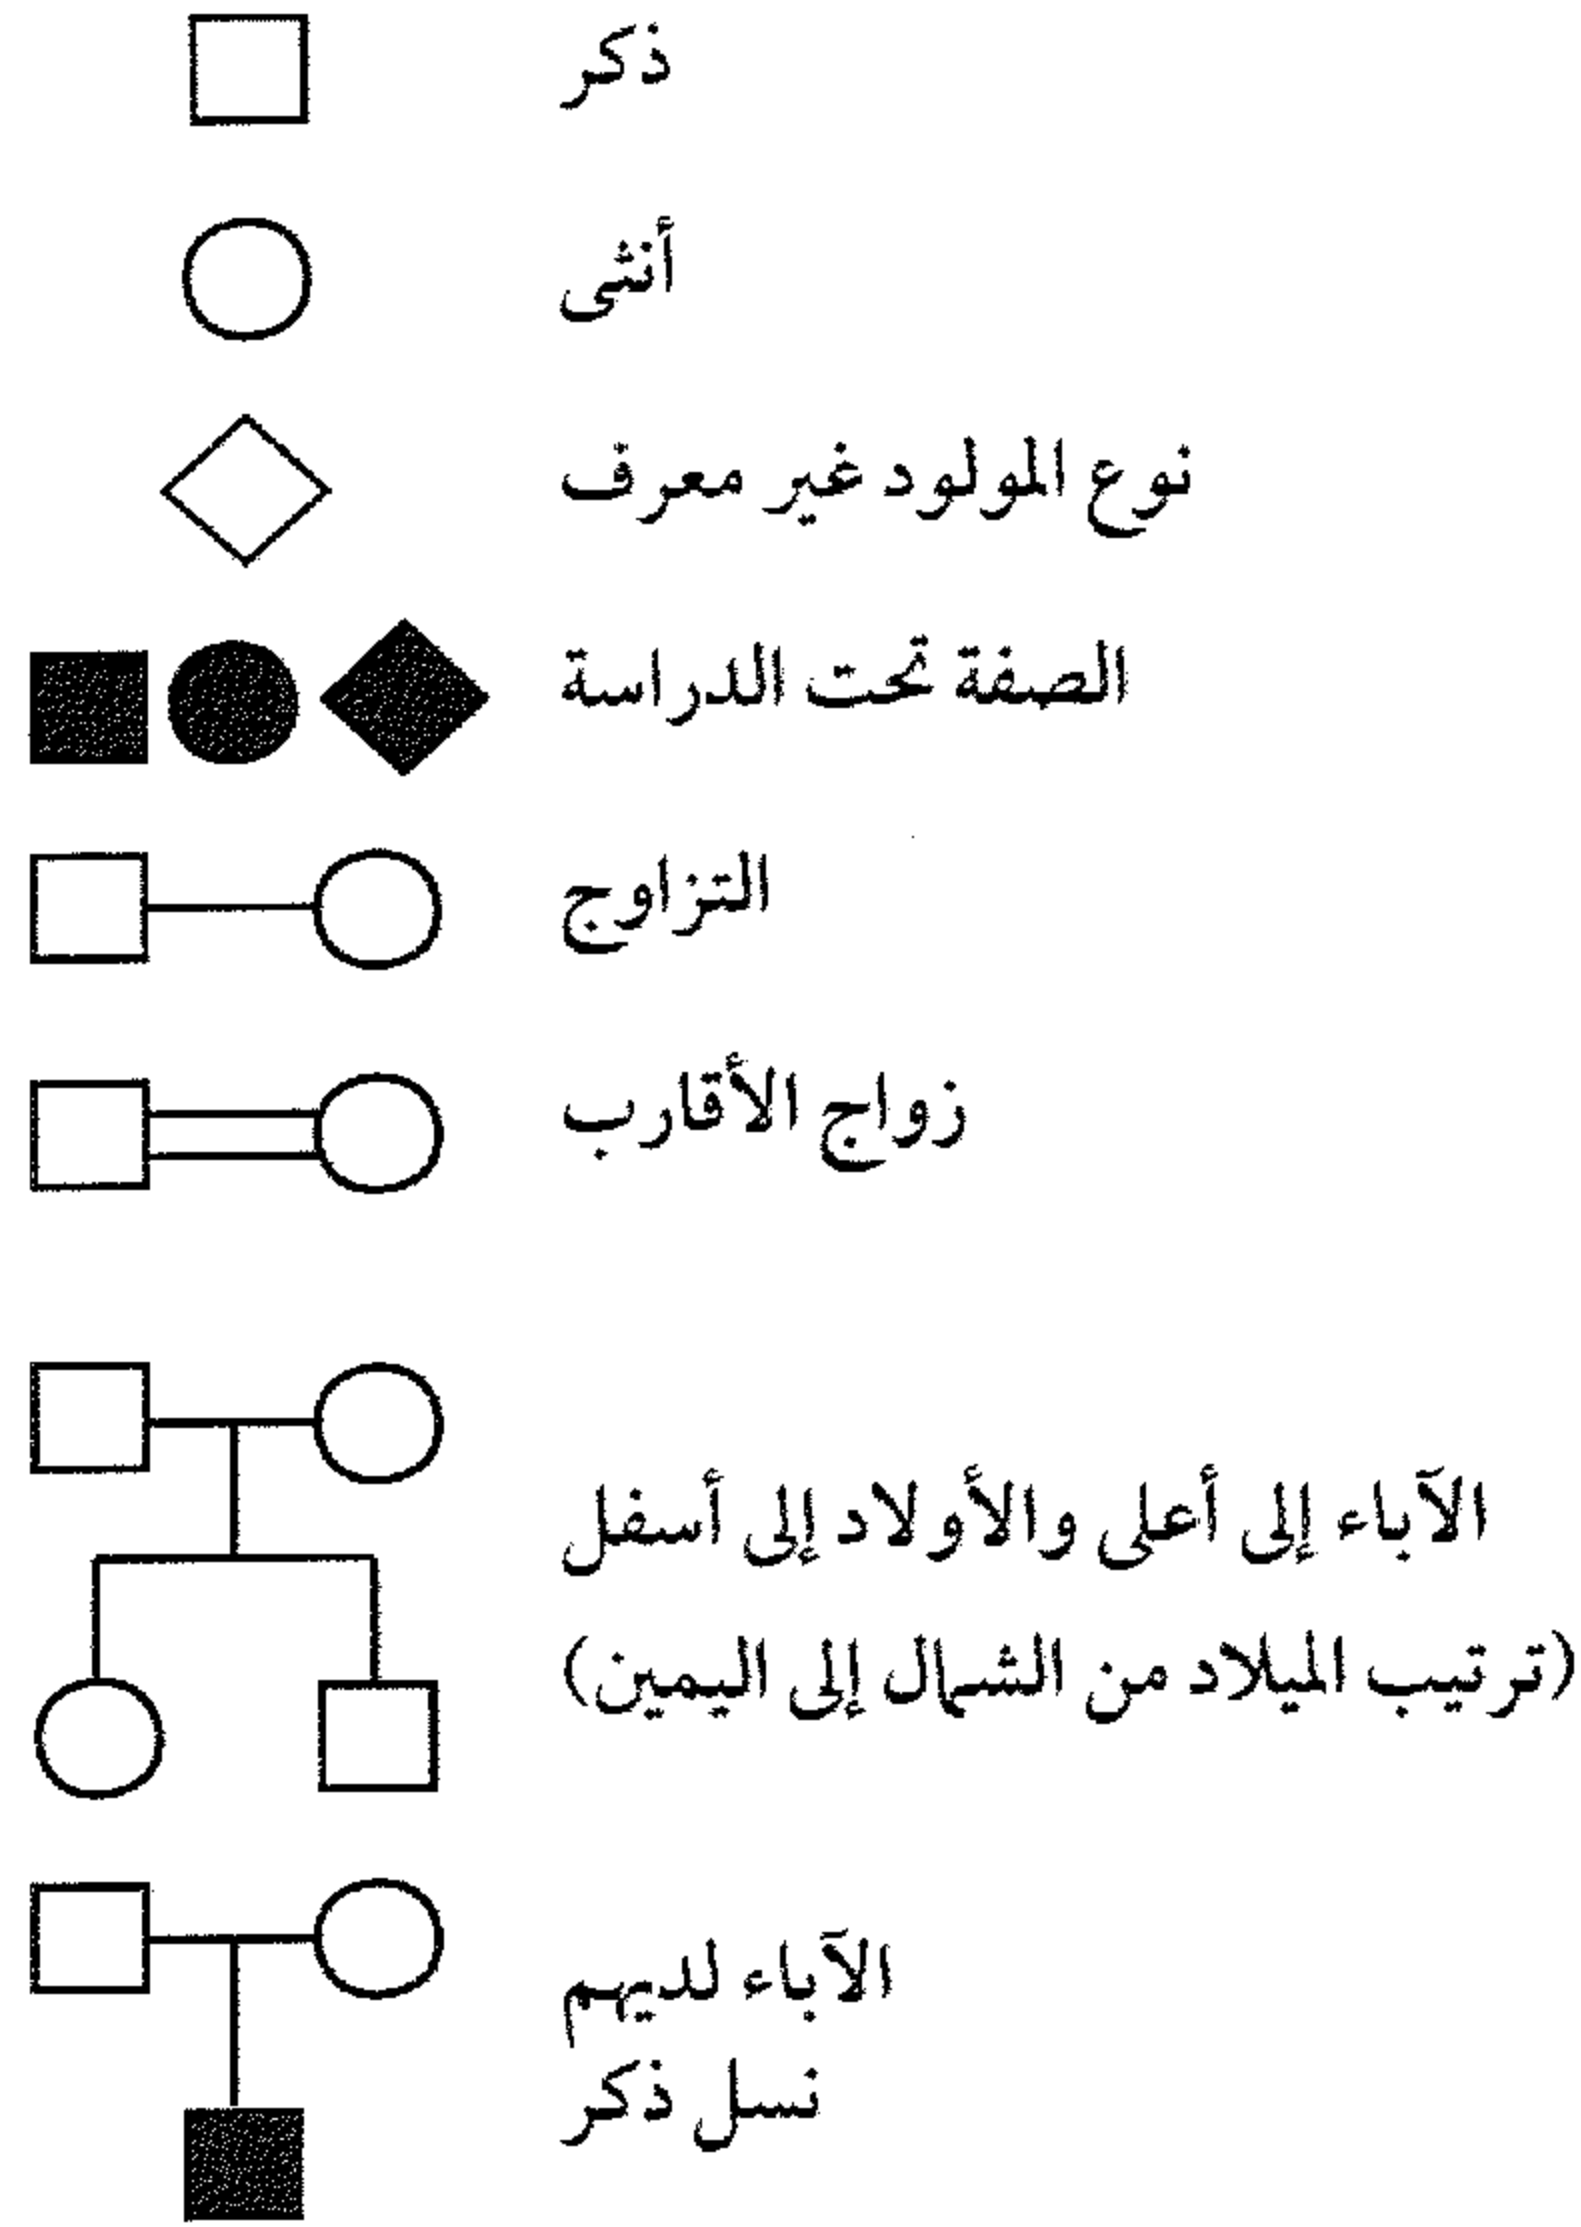 ذكر
أنثى
نوع المولود غير معرف
الصفة تحت الدراسة
التزاوج
زواج الأقارب
الآباء إلى أعلى والأولاد إلى أسفل
(ترتيب الميلاد من الشمال إلى اليمين)
الآباء لديهم
نسل ذكر